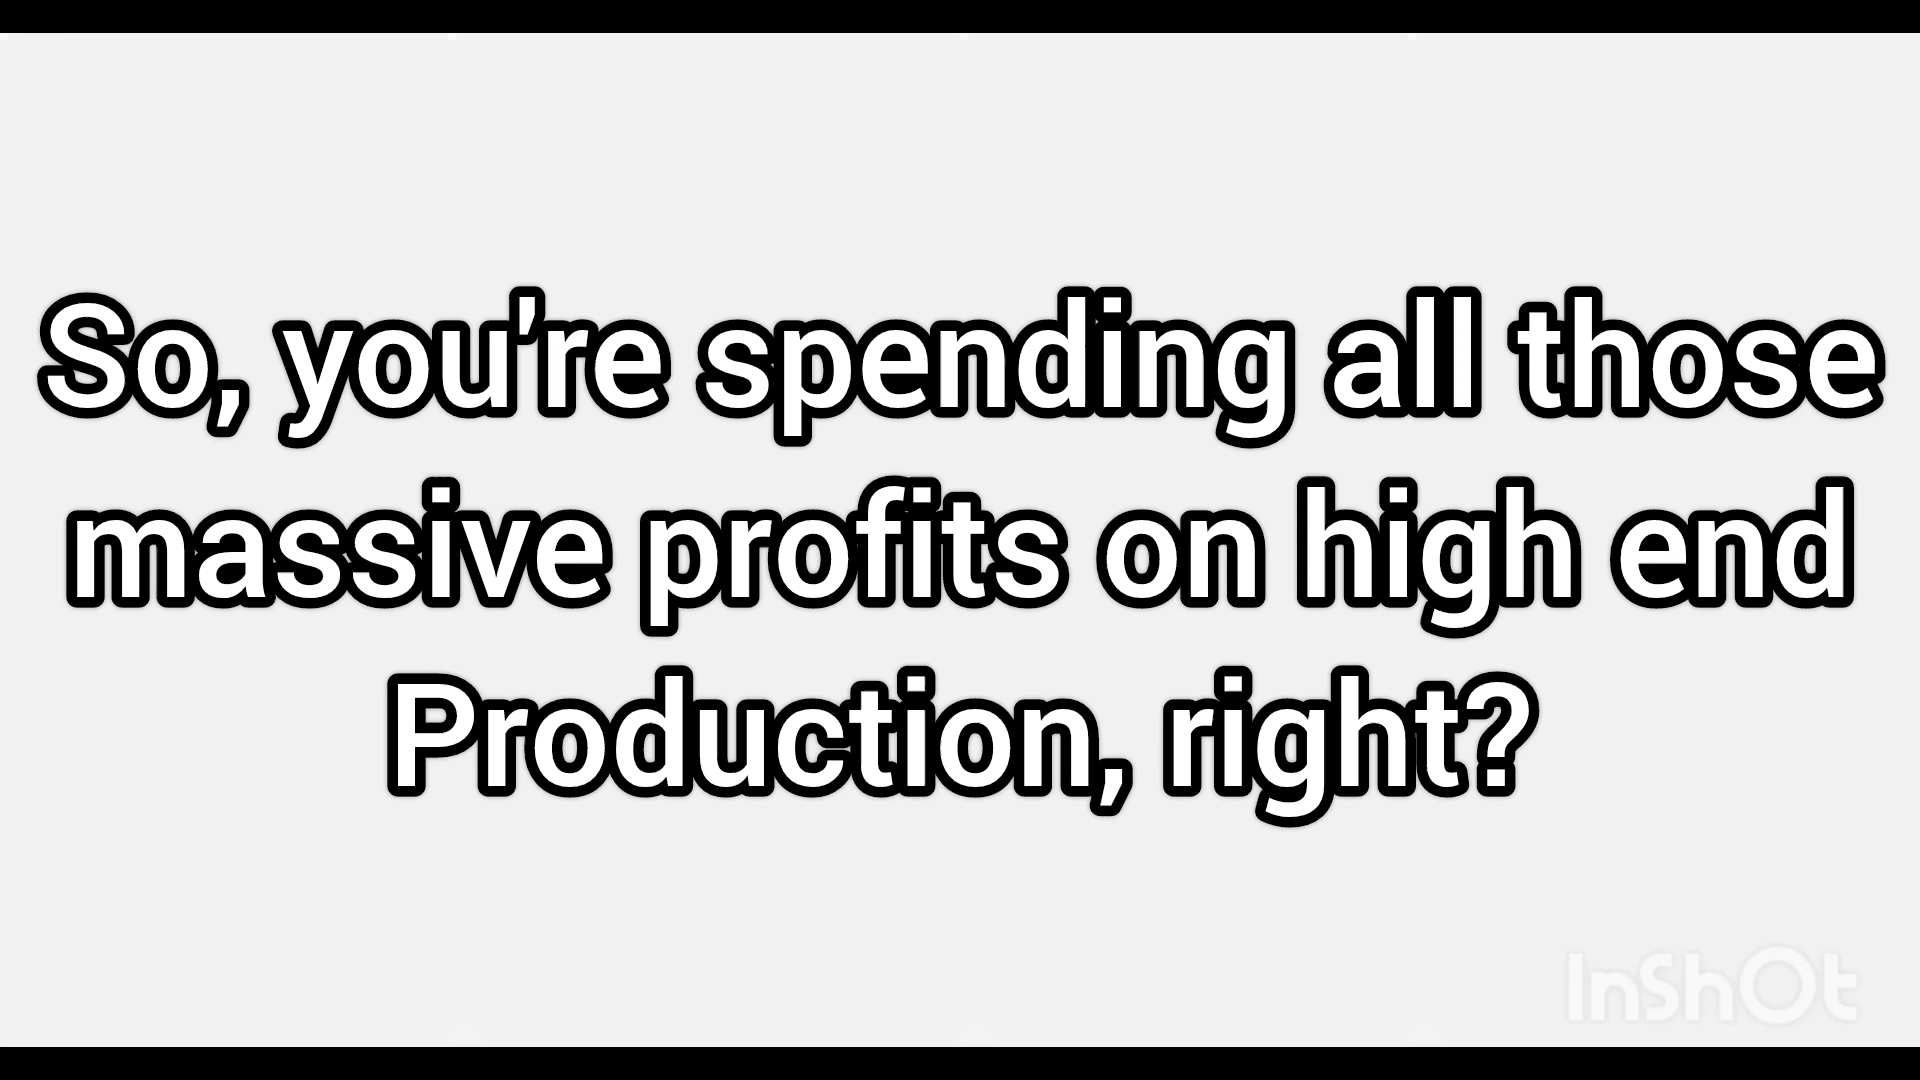 So, you're spending all those
massive profits on high end
Production, right?
InShOt